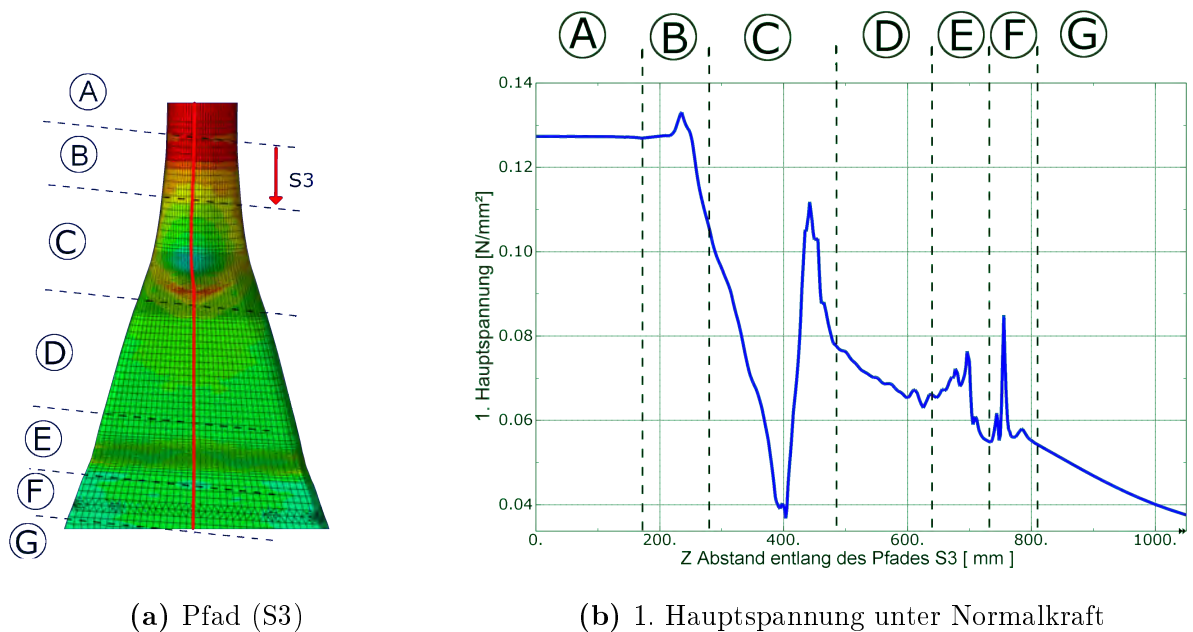 A
B
C
D
E
F
G
S3
A B C D E F G
0.14
0.12
0.10
0.08
0.06
0.04
1. Hauptspannung [N/mm²]
0. 200. 400. 600. 800. 1000.
Z Abstand entlang des Pfades S3 [ mm ]
(a) Pfad (S3)
(b) 1. Hauptspannung unter Normalkraft